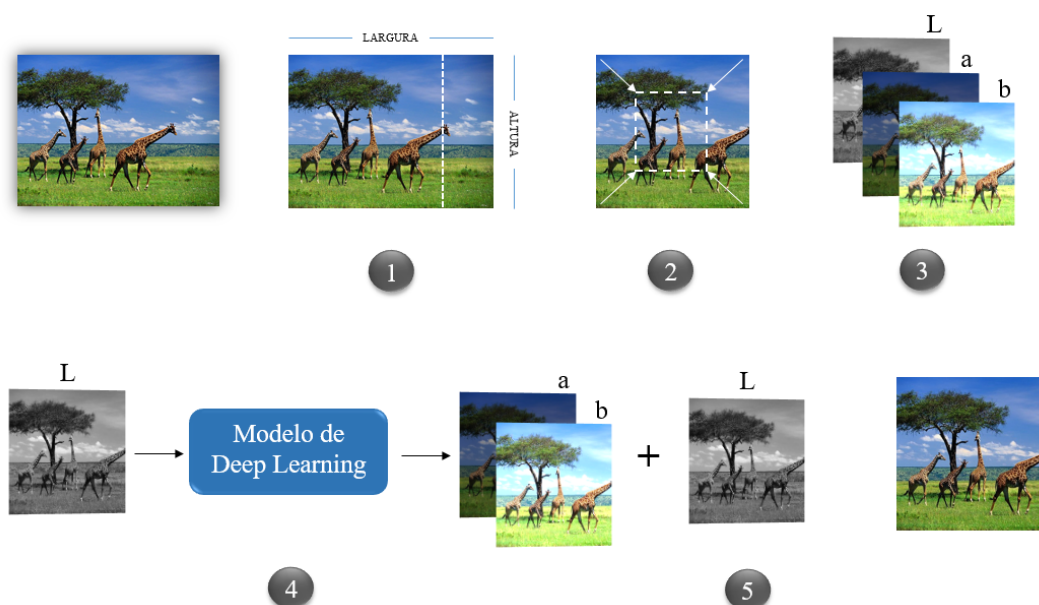 LARGURA
ALTURA
L
a
b
1
2
3
L
Modelo de
Deep Learning
a
b
+
L
4
5